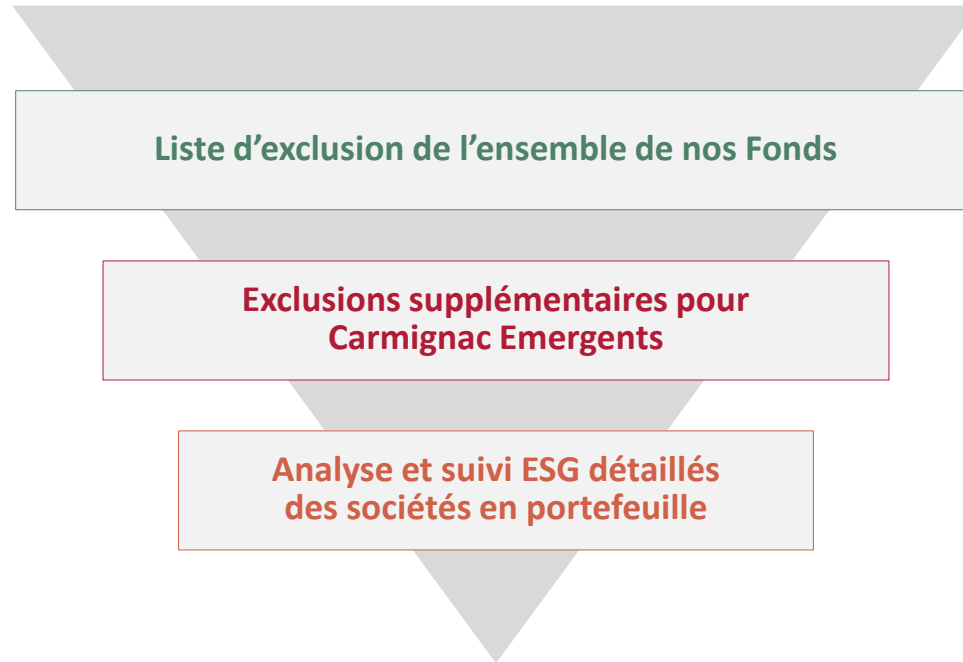 Liste d’exclusion de l’ensemble de nos Fonds
Exclusions supplémentaires pour
Carmignac Emergents
Analyse et suivi ESG détaillés
des sociétés en portefeuille